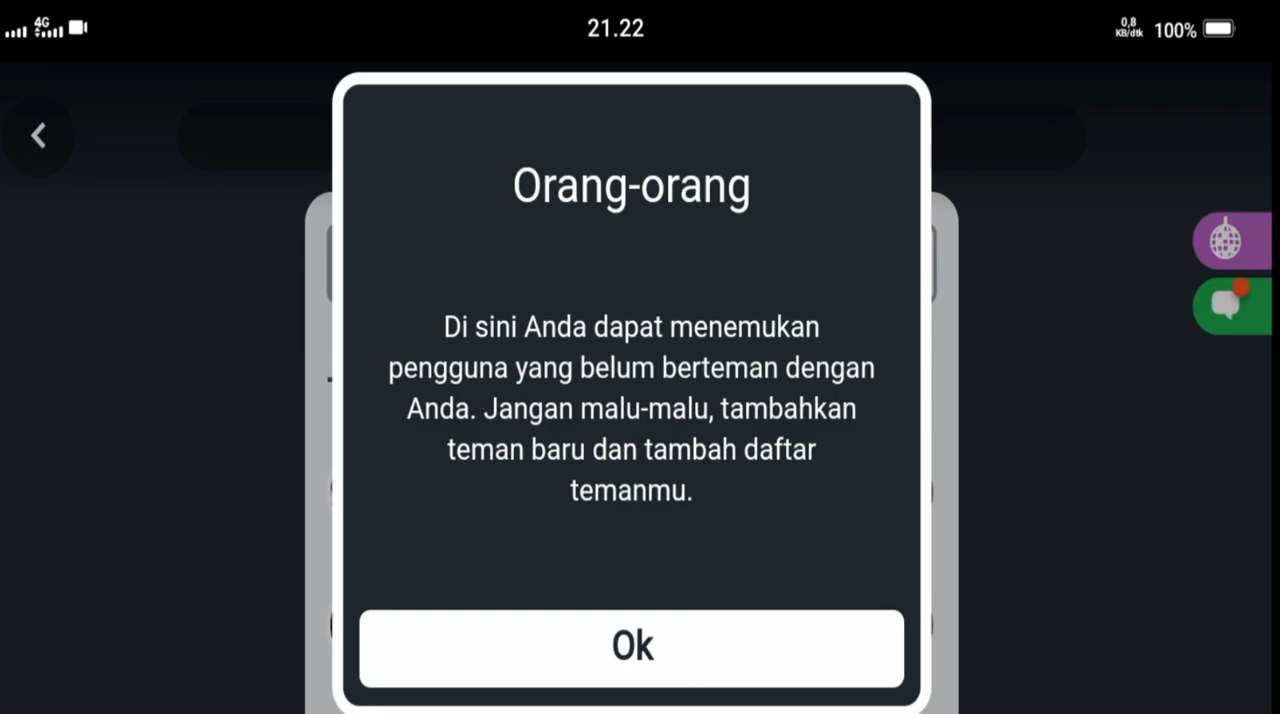 4G
21.22
0,8
KB/dtk
100%
Orang-orang
Di sini Anda dapat menemukan
pengguna yang belum berteman dengan
Anda. Jangan malu-malu, tambahkan
teman baru dan tambah daftar
temanmu.
Ok